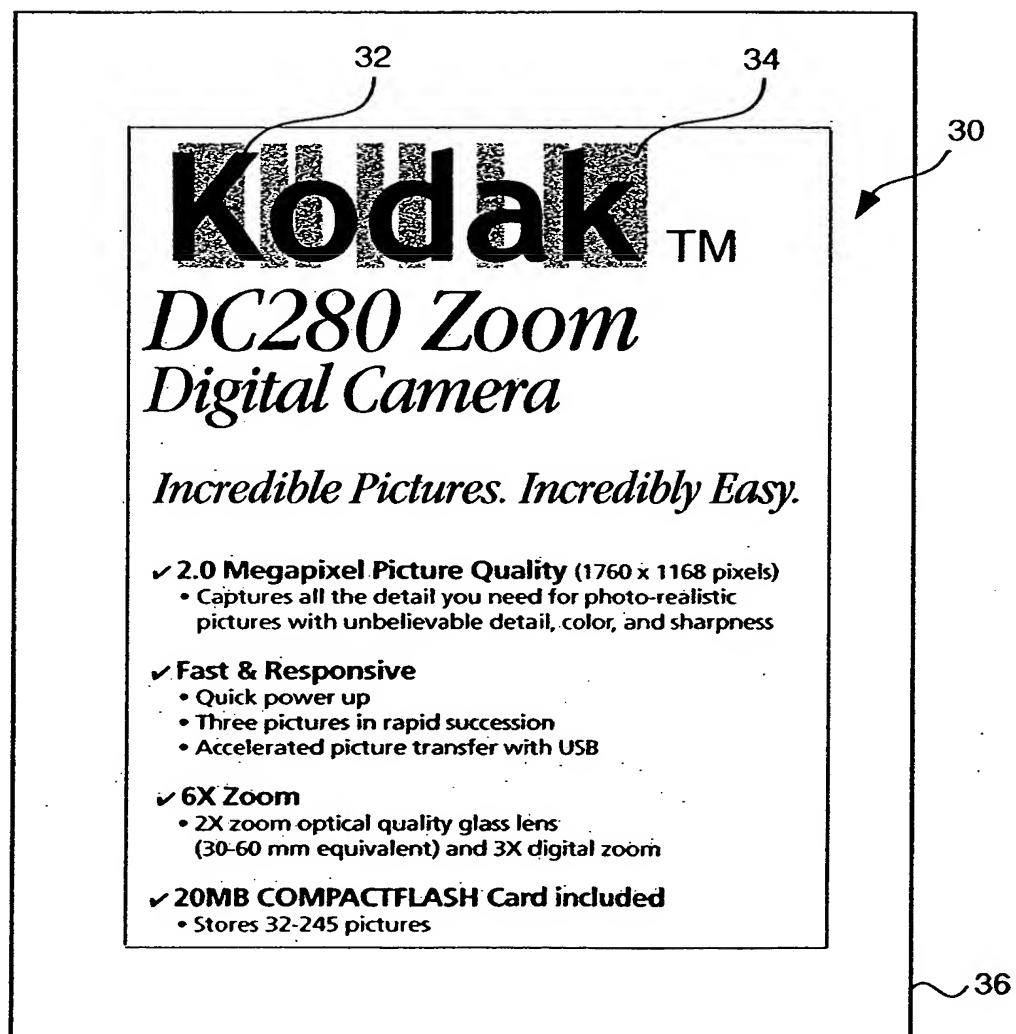 32
34
30
Kodak TM
DC280 Zoom
Digital Camera
Incredible Pictures. Incredibly Easy.
✓ 2.0 Megapixel Picture Quality (1760 x 1168 pixels)
• Captures all the detail you need for photo-realistic
pictures with unbelievable detail, color, and sharpness
✓ Fast & Responsive
• Quick power up
• Three pictures in rapid succession
• Accelerated picture transfer with USB
✓ 6X Zoom
• 2X zoom optical quality glass lens
(30-60 mm equivalent) and 3X digital zoom
✓ 20MB COMPACTFLASH Card included
• Stores 32-245 pictures
36